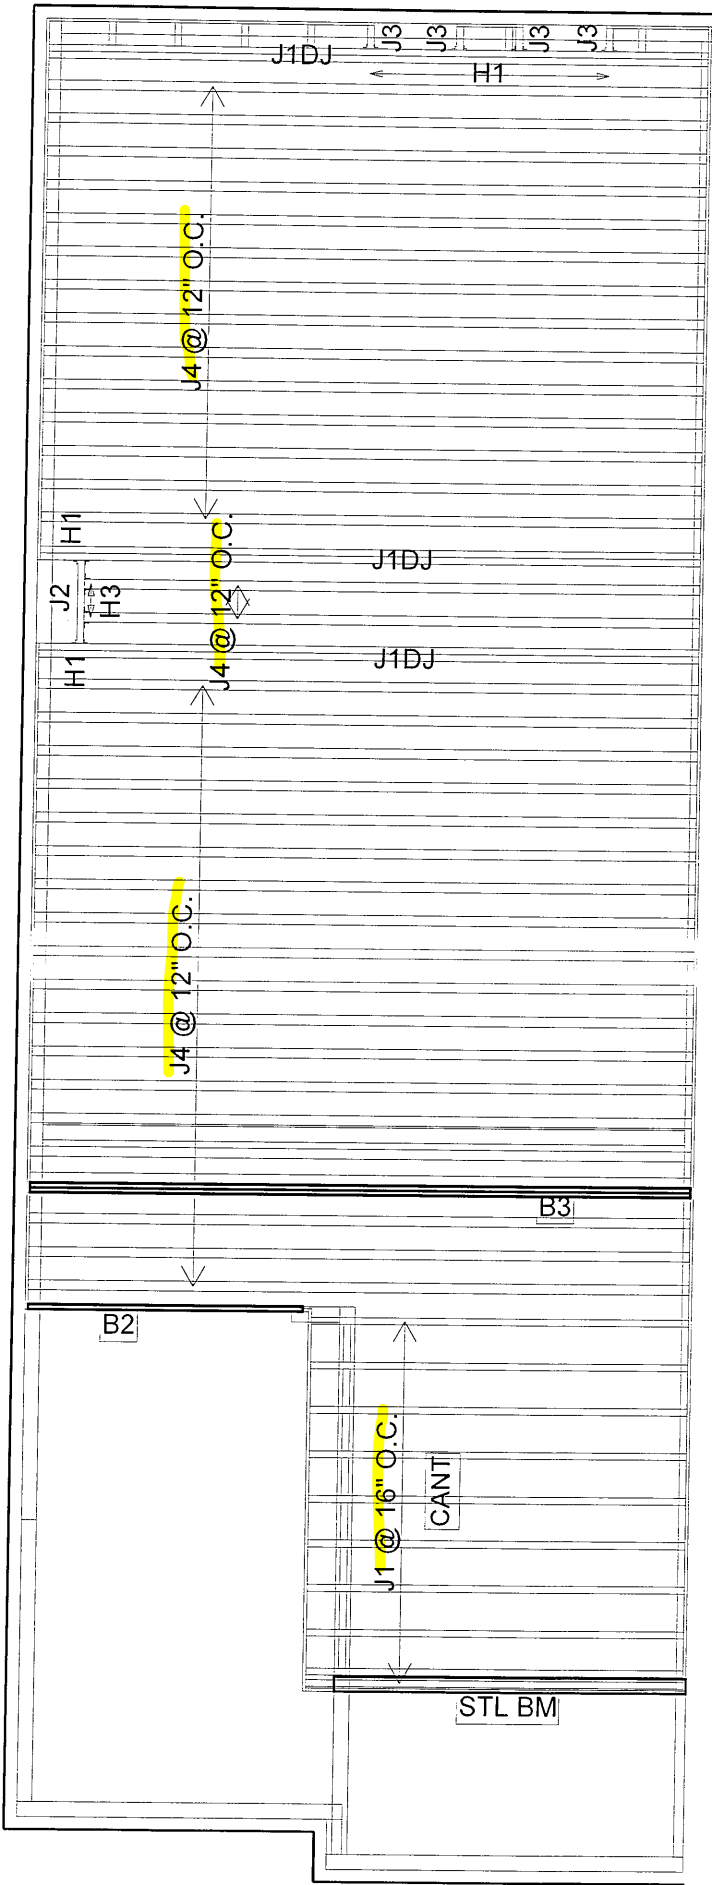 J3
J3
J3
J3
J1DJ
H1
J4 @ 12" O.C.
H1
J2
H3
H1
J4 @ 12" O.C.
J1DJ
J1DJ
J4 @ 12" O.C.
B3
B2
J1 @ 16" O.C.
CANT
STL BM